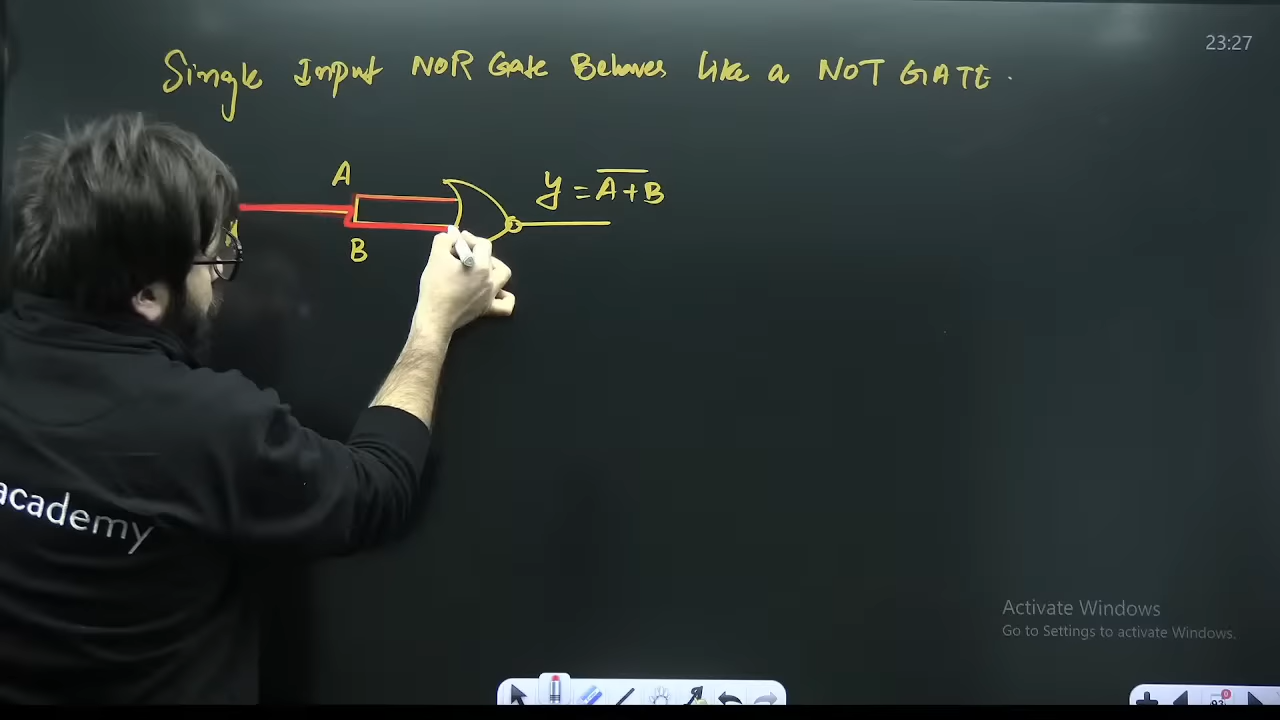 23:27
Single Input NOR Gate Behaves like a NOT GATE.
A
y = \overline{A+B}
B
academy
Activate Windows
Go to Settings to activate Windows.